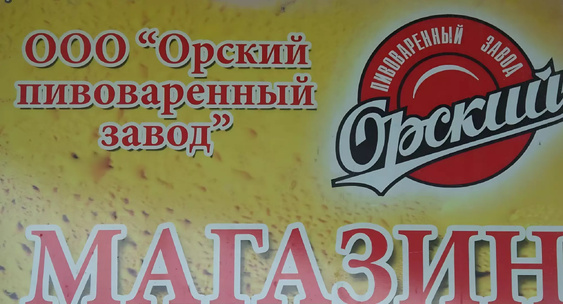 ООО “Орский
пивоваренный
завод”
ПИВОВАРЕННЫЙ ЗАВОД
Орский
МАГАЗИН